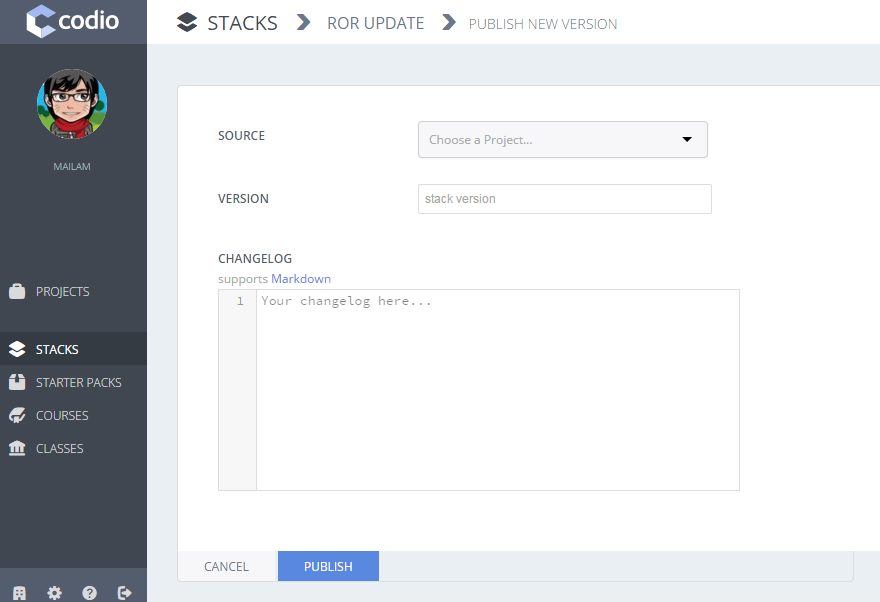 codio
STACKS ROR UPDATE PUBLISH NEW VERSION
MAILAM
PROJECTS
STACKS
STARTER PACKS
COURSES
CLASSES
SOURCE
Choose a Project...
VERSION
stack version
CHANGELOG
supports Markdown
1 Your changelog here...
CANCEL PUBLISH